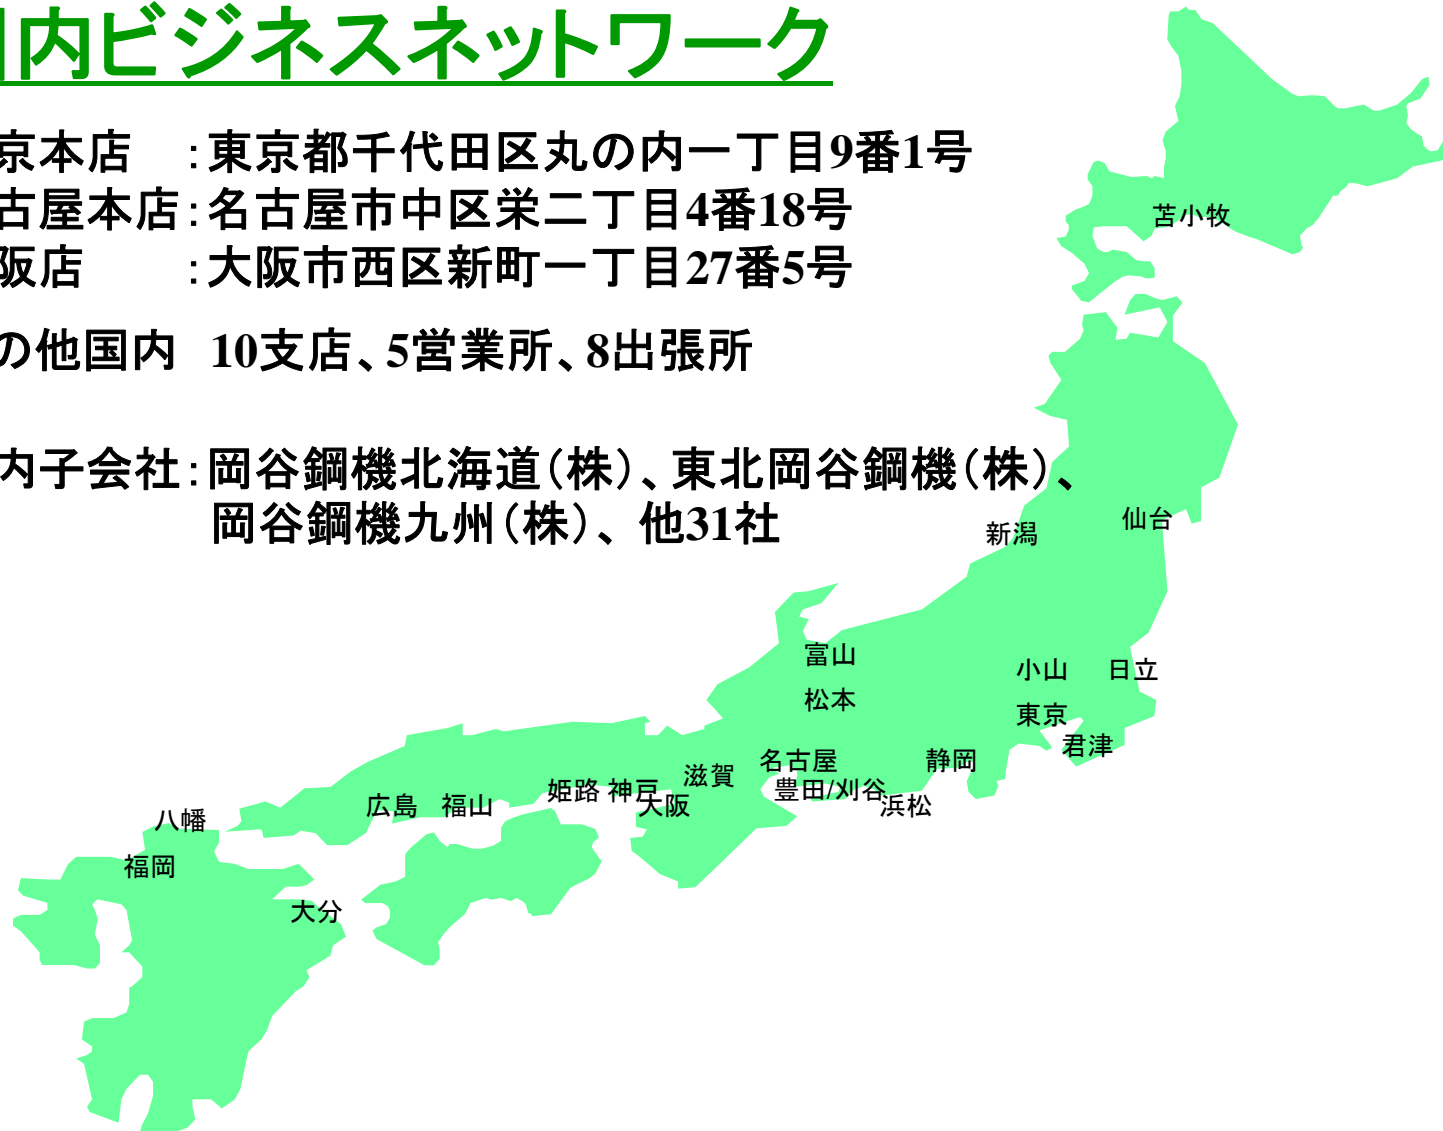 内ビジネスネットワーク
京本店 :東京都千代田区丸の内一丁目9番1号
古屋本店:名古屋市中区栄二丁目4番18号
阪店 :大阪市西区新町一丁目27番5号
の他国内 10支店、5営業所、8出張所
内子会社:岡谷鋼機北海道(株)、東北岡谷鋼機(株)、
岡谷鋼機九州(株)、他31社
苫小牧
仙台
新潟
富山
小山 日立
松本
東京
君津
名古屋 静岡
滋賀
豊田/刈谷
姫路 神戸
大阪
浜松
広島 福山
八幡
福岡
大分